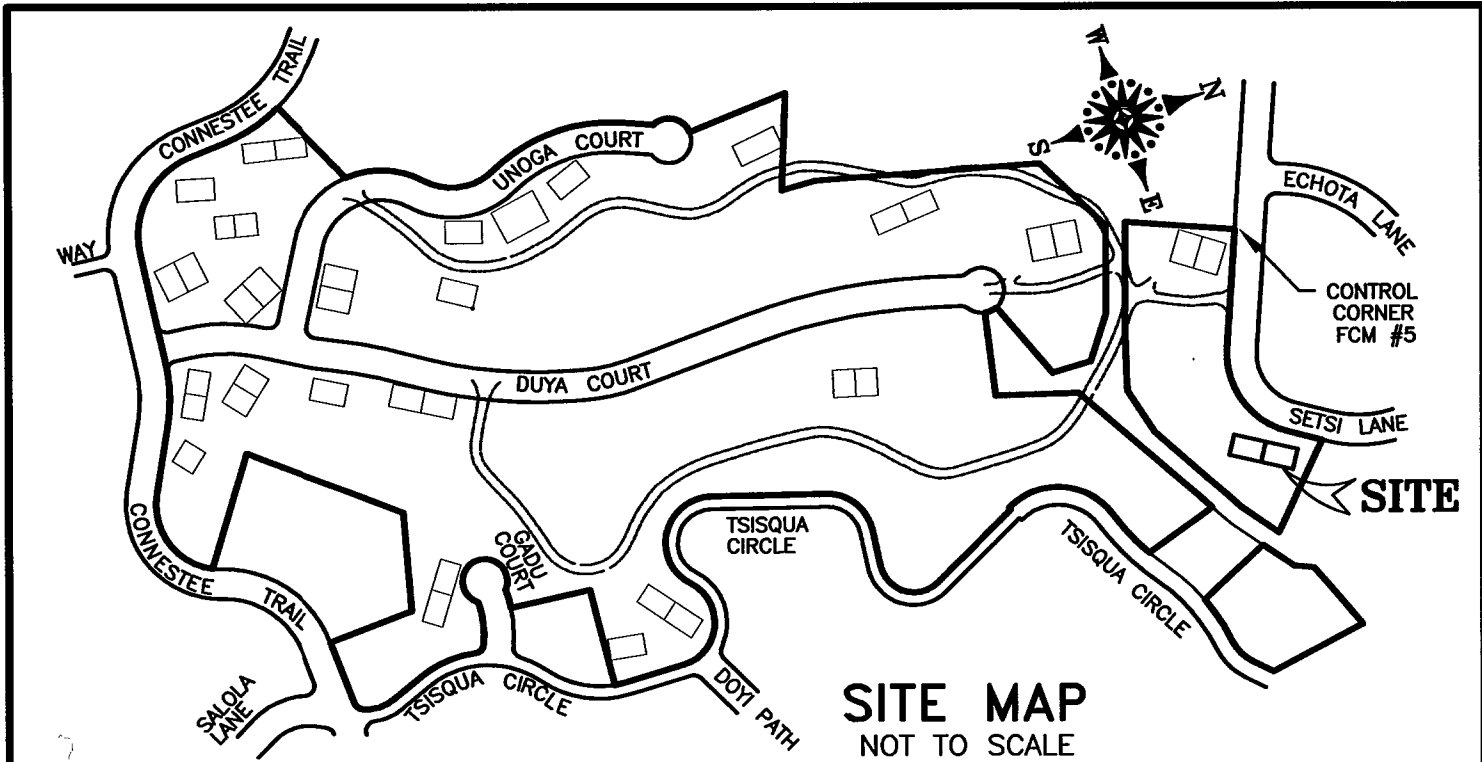 CONNESTEE TRAIL
UNOGA COURT
W
N
S
E
ECHOTA
LANE
WAY
CONTROL
CORNER
FCM #5
DUYA COURT
SETSI LANE
SITE
CONNESTEE
TRAIL
GADU
COURT
TSISQUA
CIRCLE
TSISQUA CIRCLE
SALOLA
LANE
TSISQUA CIRCLE
DOYI PATH
SITE MAP
NOT TO SCALE